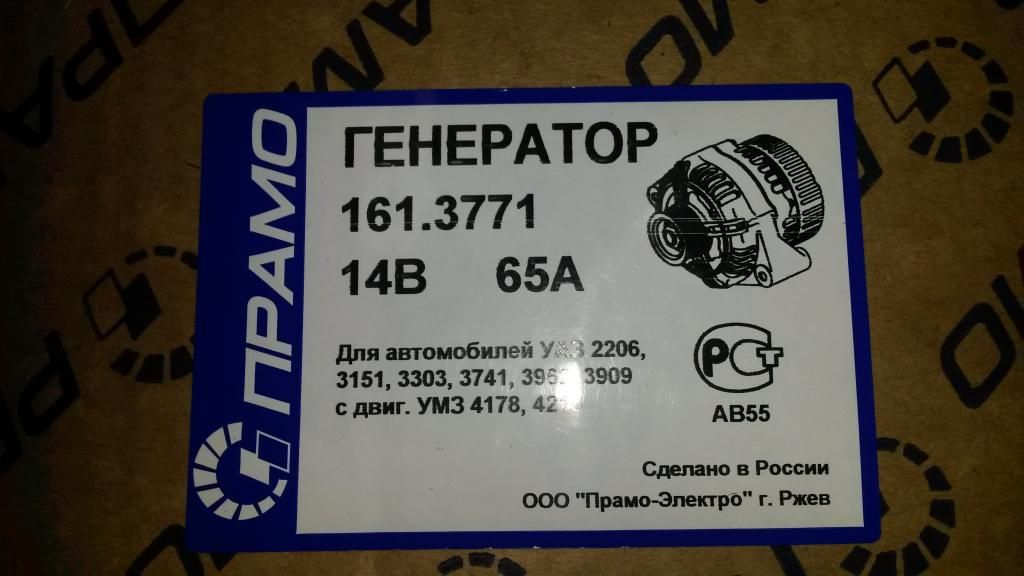 ПРАМО
ГЕНЕРАТОР
161.3771
14В 65А
Для автомобилей УАЗ 2206,
3151, 3303, 3741, 3909
с двиг. УМЗ 4178,
РСТ
АВ55
Сделано в России
ООО "Прамо-Электро" г. Ржев